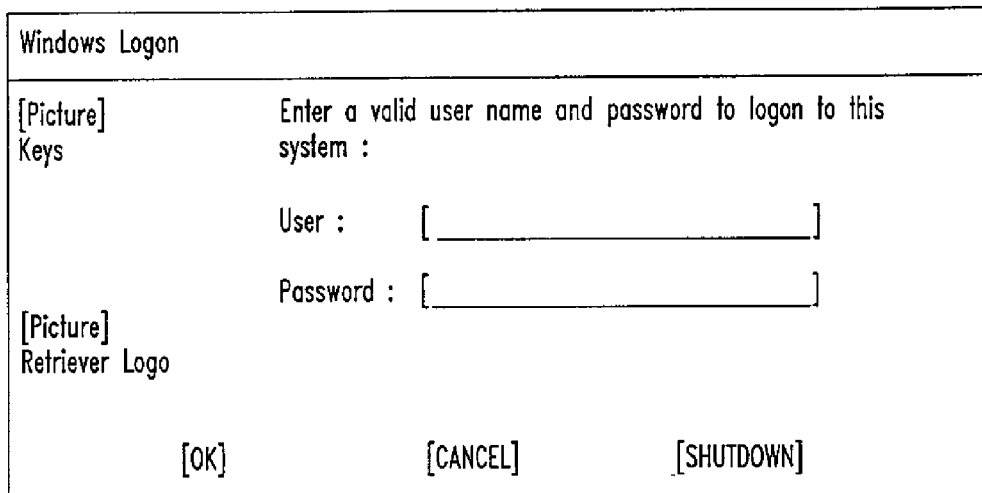 Windows Logon
[Picture]
Keys
Enter a valid user name and password to logon to this
system :
User : [ ]
Password : [ ]
[Picture]
Retriever Logo
[OK] [CANCEL] [SHUTDOWN]